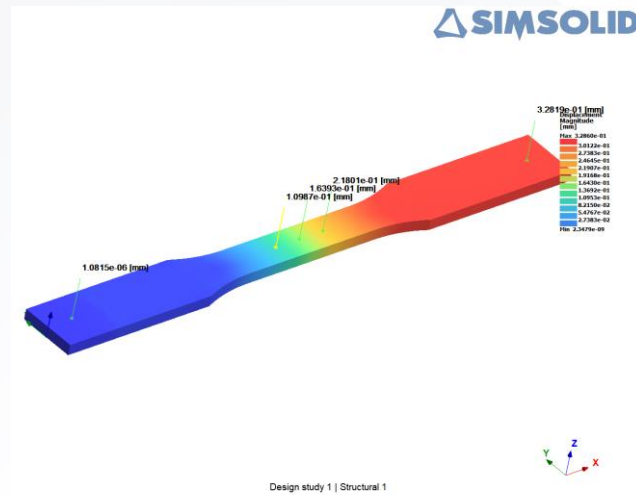 SIMSOLID
3.2819e-01 [mm]
Displacement
Magnitude
[mm]
Max 3.2860e-01
3.0122e-01
2.7383e-01
2.4645e-01
2.1907e-01
1.9168e-01
1.6430e-01
1.3692e-01
1.0953e-01
8.2150e-02
5.4767e-02
2.7383e-02
Min 2.3479e-09
2.1801e-01 [mm]
1.6393e-01 [mm]
1.0987e-01 [mm]
1.0815e-06 [mm]
Y
Z
X
Design study 1 | Structural 1